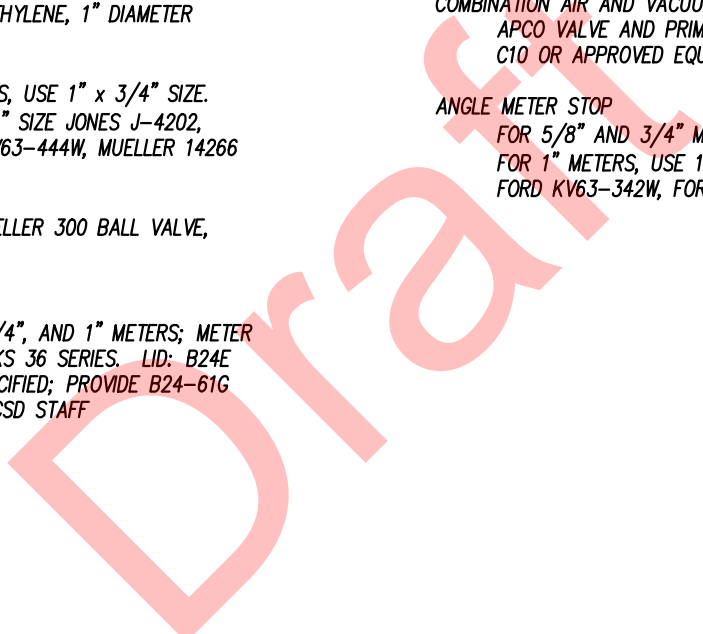 THYLENE, 1" DIAMETER
S, USE 1" x 3/4" SIZE.
" SIZE JONES J-4202,
V63-444W, MUELLER 14266
ELLER 300 BALL VALVE,
/4", AND 1" METERS; METER
KS 36 SERIES. LID: B24E
CIFIED; PROVIDE B24-61G
CSD STAFF
COMBINATION AIR AND VACUU
APCO VALVE AND PRIM
C10 OR APPROVED EQU
ANGLE METER STOP
FOR 5/8" AND 3/4" M
FOR 1" METERS, USE 1
FORD KV63-342W, FOR
Draft